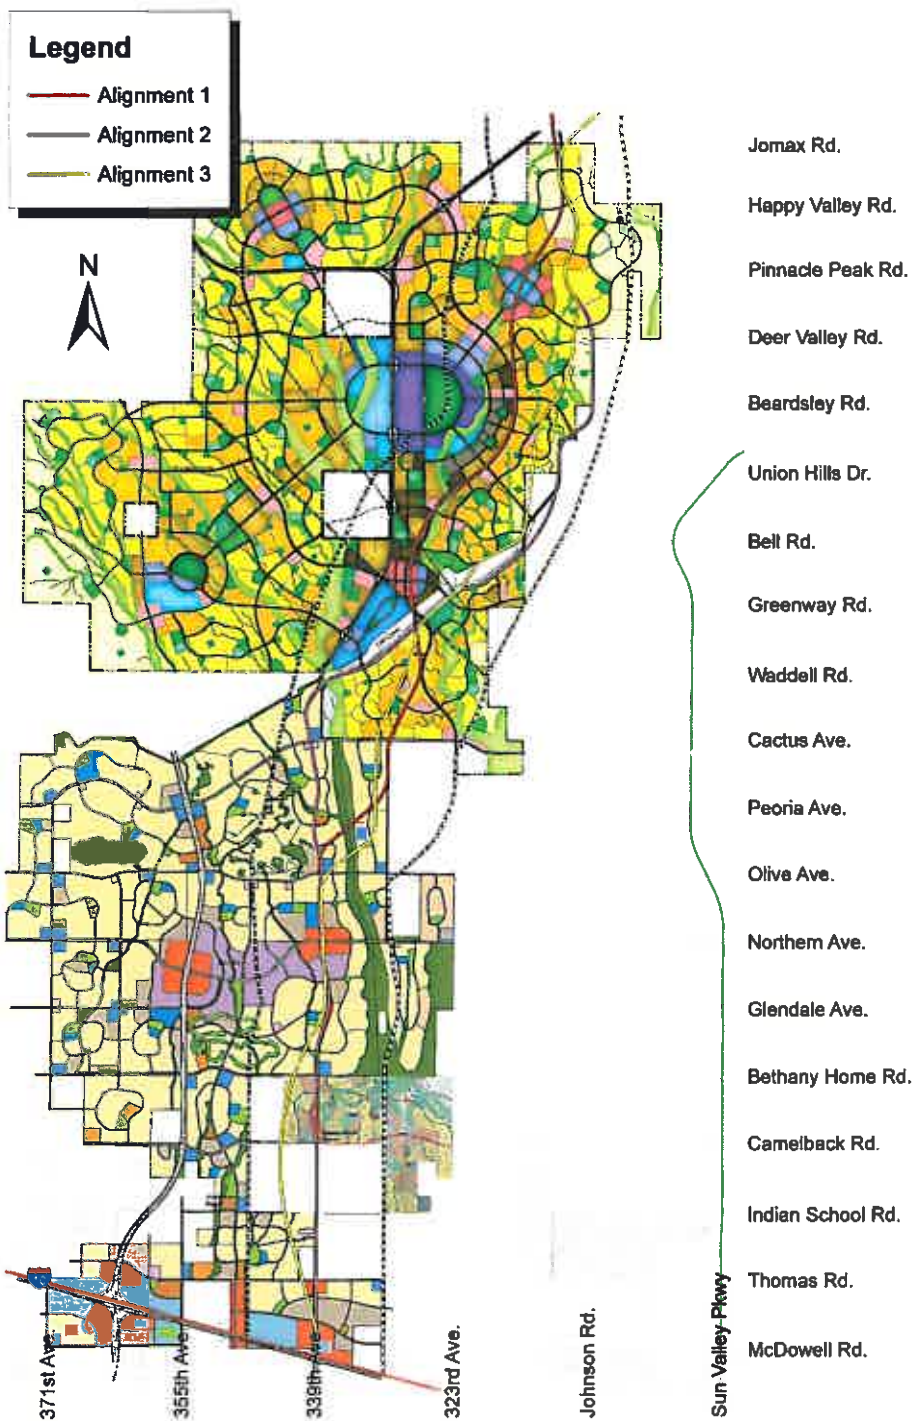 Legend
Alignment 1
Alignment 2
Alignment 3
N
Jomax Rd.
Happy Valley Rd.
Pinnacle Peak Rd.
Deer Valley Rd.
Beardsley Rd.
Union Hills Dr.
Bell Rd.
Greenway Rd.
Waddell Rd.
Cactus Ave.
Peoria Ave.
Olive Ave.
Northern Ave.
Glendale Ave.
Bethany Home Rd.
Camelback Rd.
Indian School Rd.
Thomas Rd.
McDowell Rd.
371st Ave.
355th Ave.
339th Ave.
323rd Ave.
Johnson Rd.
Sun Valley Pkwy